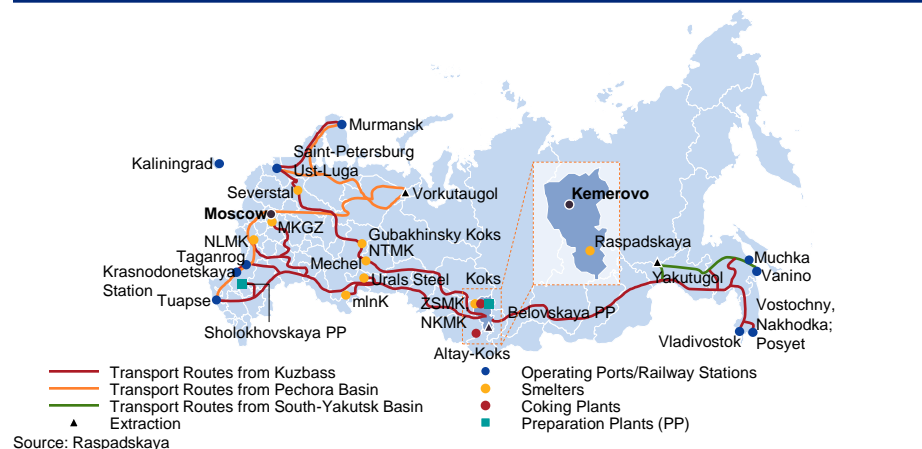 Murmansk
Saint-Petersburg
Kaliningrad
Ust-Luga
Severstal
Vorkutaugol
Kemerovo
Moscow
MKGZ
Gubakhinsky Koks
Raspadskaya
NLMK
NTMK
Muchka
Taganrog
Mechel
Yakutugol
Vanino
Krasnodonetskaya
Station
Urals Steel
Koks
Tuapse
mlnK
ZSMK
Belovskaya PP
Vostochny,
Nakhodka;
Posyet
Sholokhovskaya PP
NKMK
Vladivostok
Altay-Koks
Transport Routes from Kuzbass
Transport Routes from Pechora Basin
Transport Routes from South-Yakutsk Basin
Extraction
Operating Ports/Railway Stations
Smelters
Coking Plants
Preparation Plants (PP)
Source: Raspadskaya